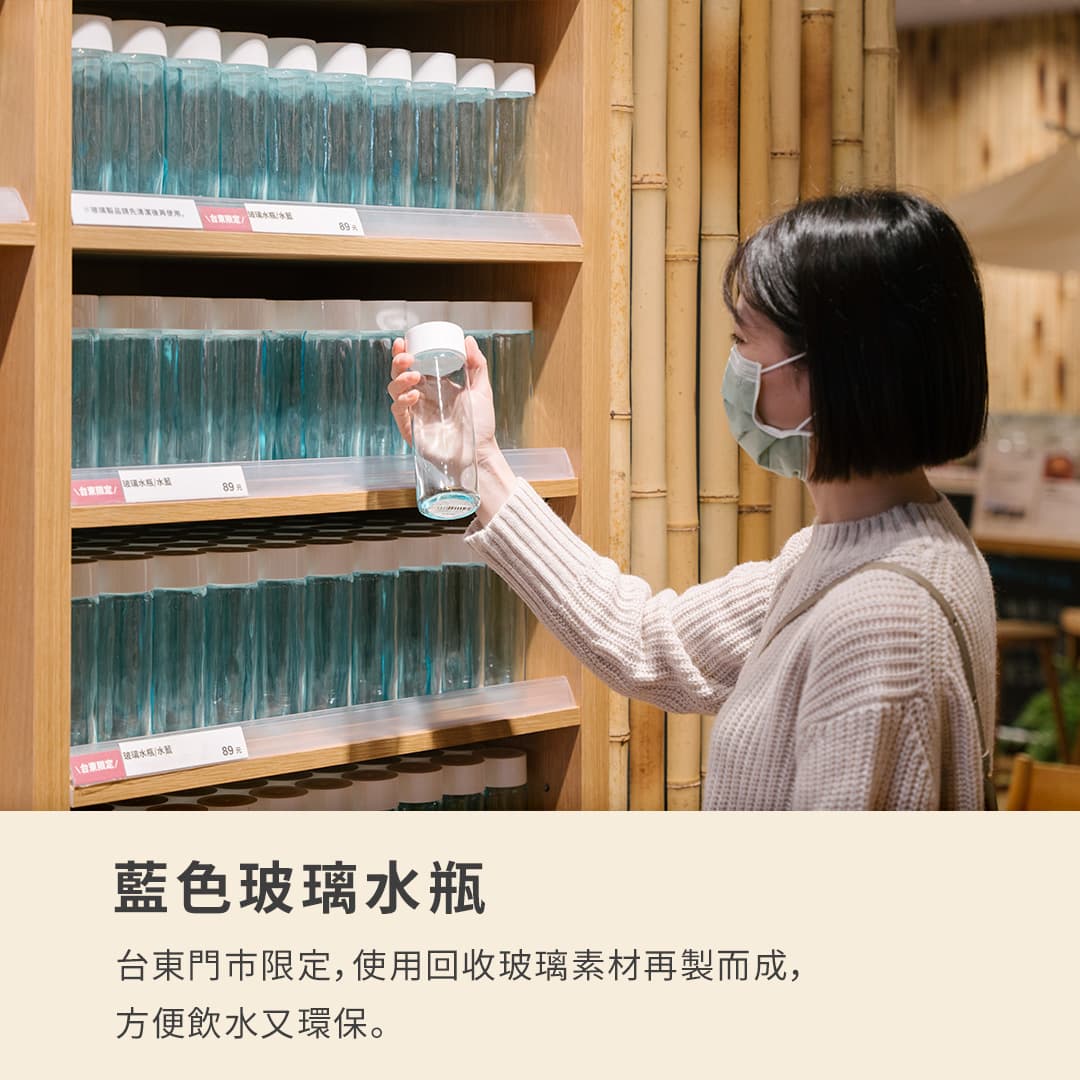 ※玻璃製品請先清潔後再使用。
\台東限定/
玻璃水瓶/水藍
89元
\台東限定/
玻璃水瓶/水藍
89元
\台東限定/
玻璃水瓶/水藍
89元
藍色玻璃水瓶
台東門市限定，使用回收玻璃素材再製而成，
方便飲水又環保。